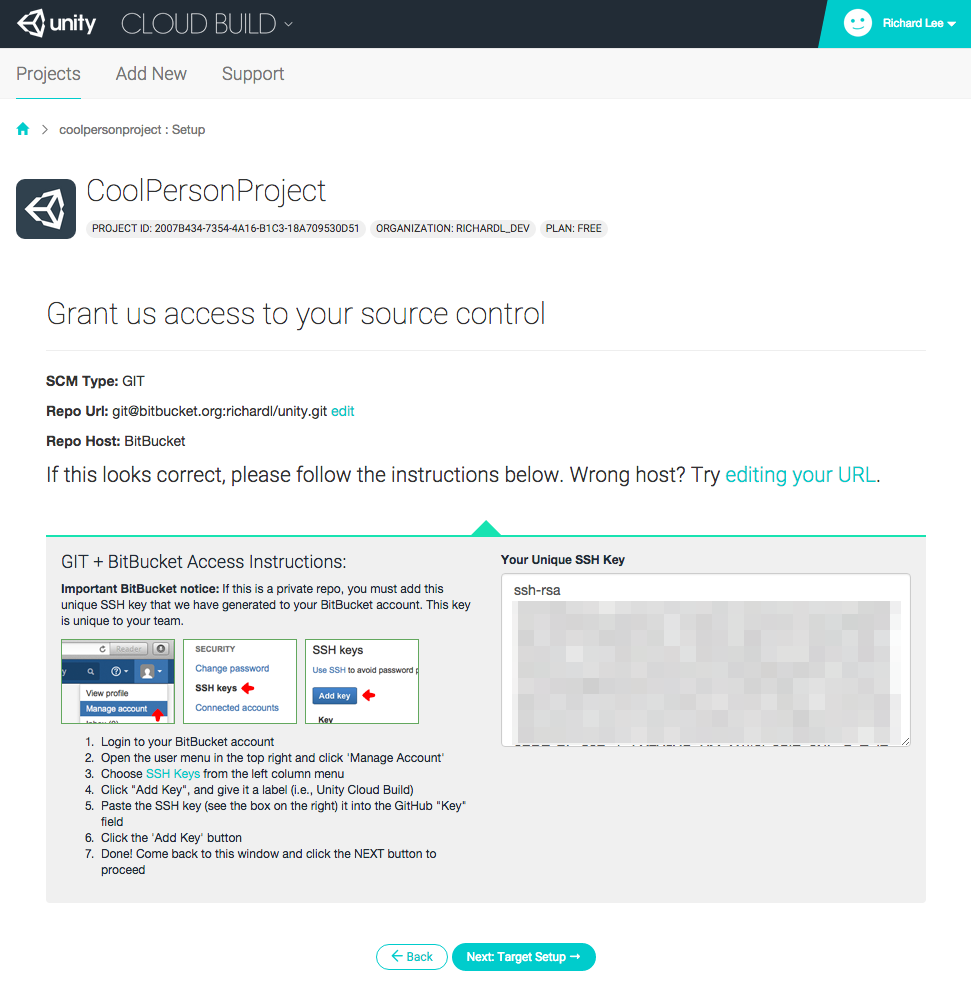 unity CLOUD BUILD
Richard Lee
Projects Add New Support
coolpersonproject : Setup
CoolPersonProject
PROJECT ID: 2007B434-7354-4A16-B1C3-18A709530D51 ORGANIZATION: RICHARDL_DEV PLAN: FREE
Grant us access to your source control
SCM Type: GIT
Repo Url: git@bitbucket.org:richardl/unity.git edit
Repo Host: BitBucket
If this looks correct, please follow the instructions below. Wrong host? Try editing your URL.
GIT + BitBucket Access Instructions:
Important BitBucket notice: If this is a private repo, you must add this
unique SSH key that we have generated to your BitBucket account. This key
is unique to your team.
Reader
View profile
Manage account
Inbox (0)
SECURITY
Change password
SSH keys
Connected accounts
SSH keys
Use SSH to avoid password
Add key
Key
1. Login to your BitBucket account
2. Open the user menu in the top right and click 'Manage Account'
3. Choose SSH Keys from the left column menu
4. Click "Add Key", and give it a label (i.e., Unity Cloud Build)
5. Paste the SSH key (see the box on the right) it into the GitHub "Key"
field
6. Click the 'Add Key' button
7. Done! Come back to this window and click the NEXT button to
proceed
Your Unique SSH Key
ssh-rsa
← Back
Next: Target Setup →